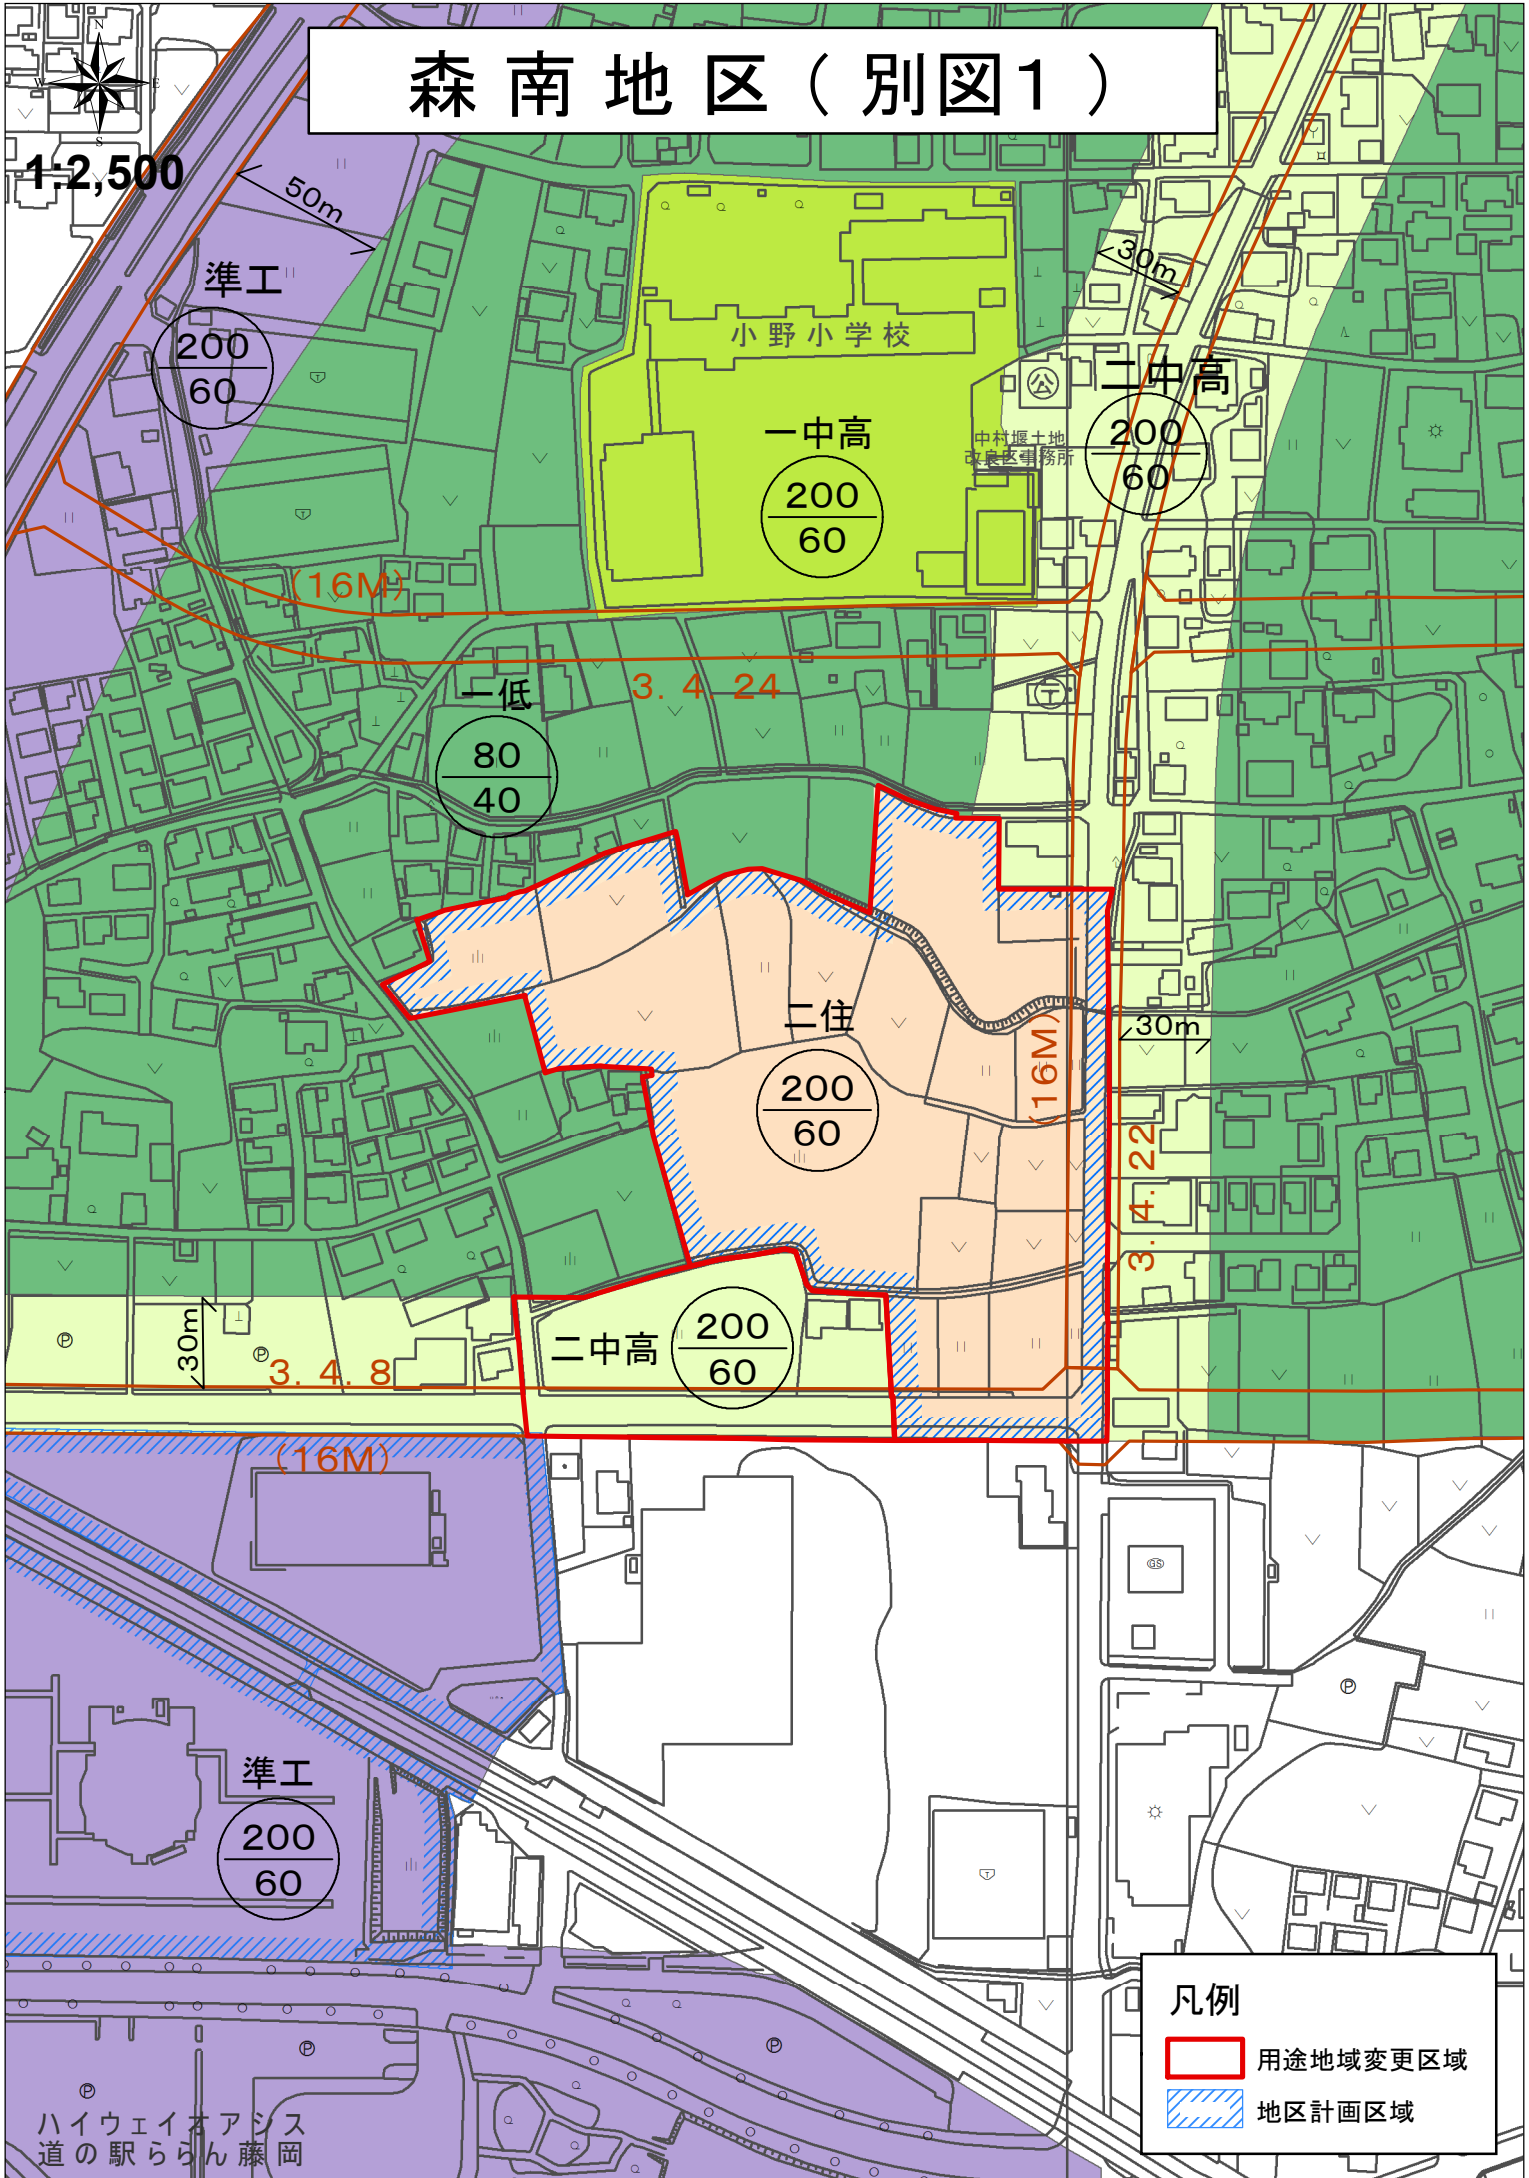 森南地区（別図1）
N
W
E
S
1:2,500
50m
準工
200
60
小野小学校
一中高
200
60
30m
公
二中高
200
60
中村堰土地
改良区事務所
(16M)
3. 4. 24
一低
80
40
二住
200
60
(16M)
30m
3. 4. 22
30m
二中高
200
60
P
P
3. 4. 8
(16M)
GS
P
準工
200
60
P
P
P
ハイウェイオアシス
道の駅ららん藤岡
凡例
用途地域変更区域
地区計画区域